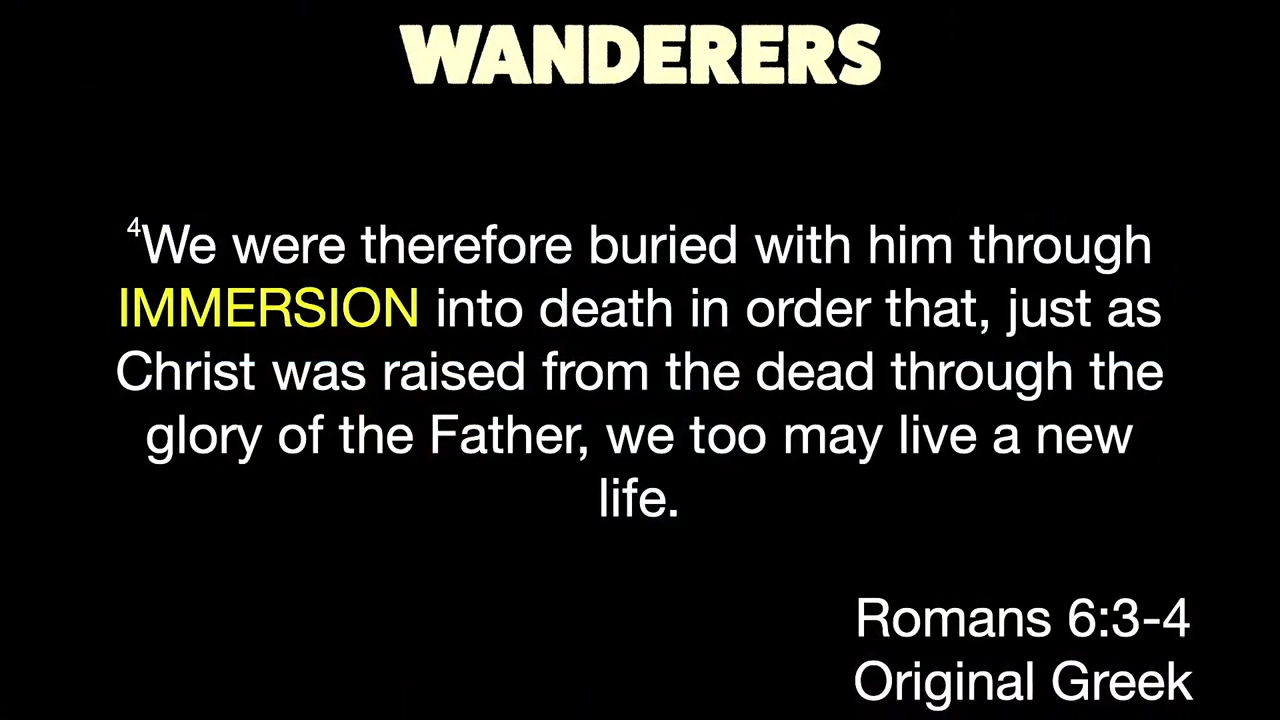 WANDERERS
4We were therefore buried with him through
IMMERSION into death in order that, just as
Christ was raised from the dead through the
glory of the Father, we too may live a new
life.
Romans 6:3-4
Original Greek